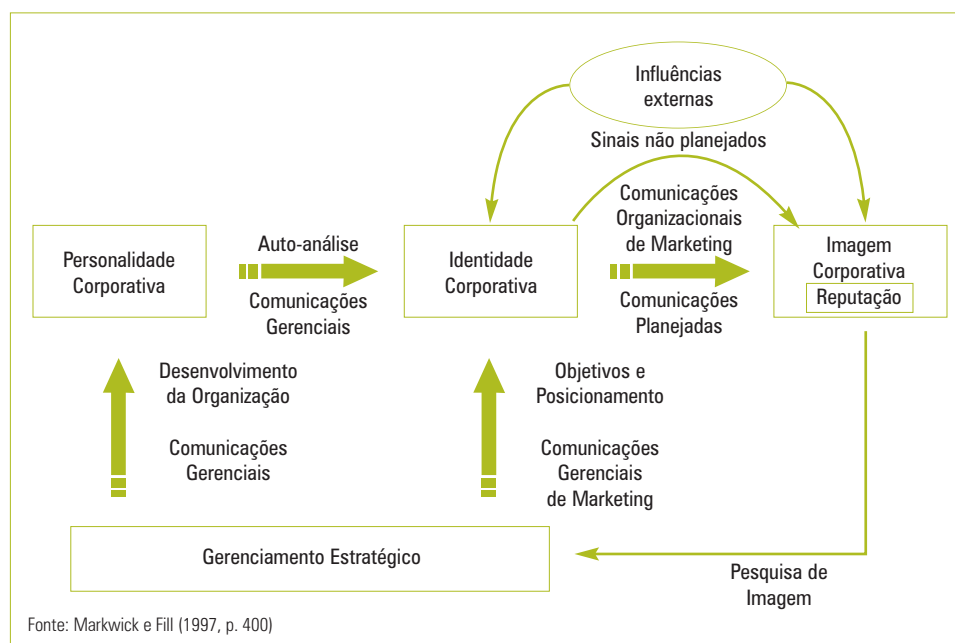 Influências
externas
Sinais não planejados
Personalidade
Corporativa
Auto-análise
Comunicações
Gerenciais
Identidade
Corporativa
Comunicações
Organizacionais
de Marketing
Comunicações
Planejadas
Imagem
Corporativa
Reputação
Desenvolvimento
da Organização
Comunicações
Gerenciais
Objetivos e
Posicionamento
Comunicações
Gerenciais
de Marketing
Gerenciamento Estratégico
Pesquisa de
Imagem
Fonte: Markwick e Fill (1997, p. 400)